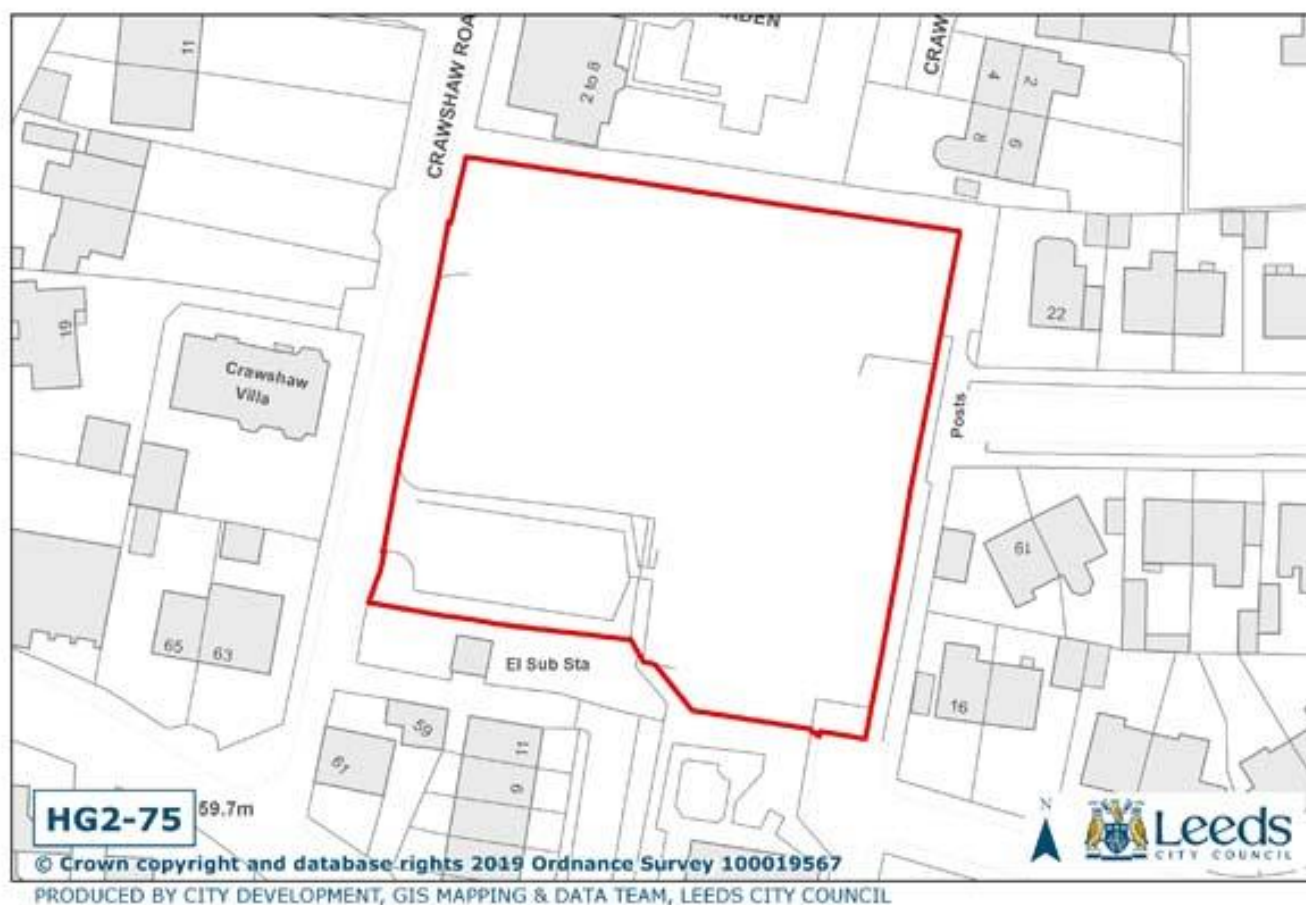 11
CRAWSHAW ROA
2 to 8
CRAW
4
2
8
6
19
Crawshaw
Villa
22
Posts
19
65
63
El Sub Sta
16
59
61
11
9
HG2-75
59.7m
N
Leeds
CITY COUNCIL
© Crown copyright and database rights 2019 Ordnance Survey 100019567
PRODUCED BY CITY DEVELOPMENT, GIS MAPPING & DATA TEAM, LEEDS CITY COUNCIL